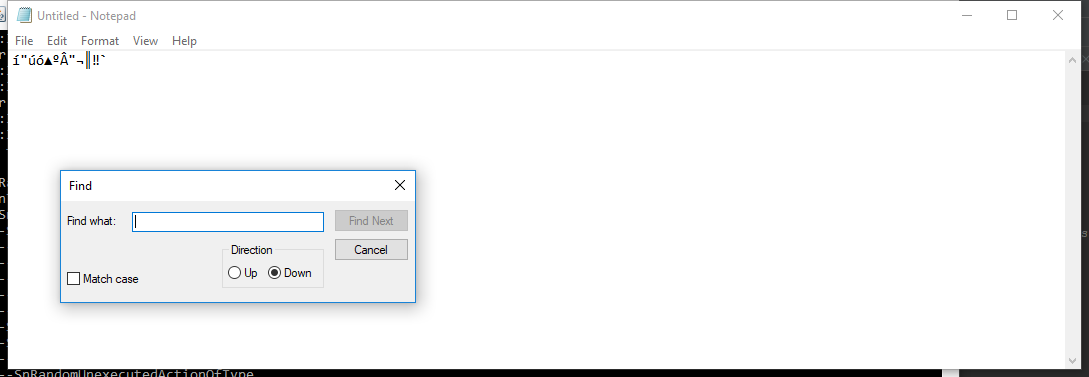 Untitled - Notepad
File Edit Format View Help
í"úó▲ºÂ"¬║‼`
Find
Find what:
Find Next
Direction
Cancel
Up Down
Match case
--SnRandomUnexecutedActionOfType